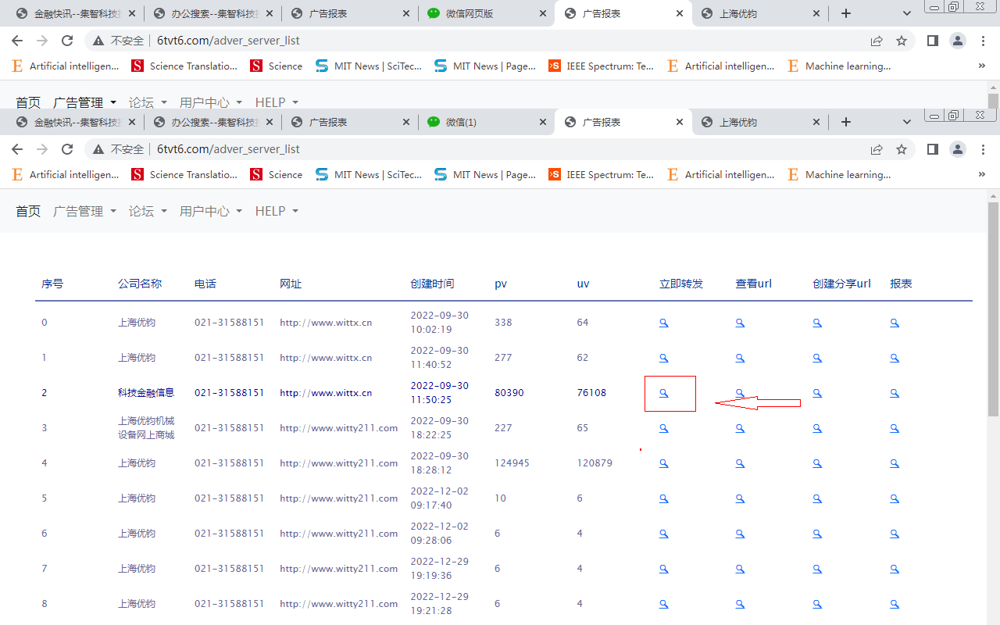 金融快讯--集智科技 办公搜索--集智科技 广告报表 微信网页版 广告报表 上海优钧
不安全 6tvt6.com/adver_server_list
Artificial intelligen... Science Translatio... Science MIT News | SciTec... MIT News | Page... IEEE Spectrum: Te... Artificial intelligen... Machine learning...
首页 广告管理 论坛 用户中心 HELP
金融快讯--集智科技 办公搜索--集智科技 广告报表 微信(1) 广告报表 上海优钧
不安全 6tvt6.com/adver_server_list
Artificial intelligen... Science Translatio... Science MIT News | SciTec... MIT News | Page... IEEE Spectrum: Te... Artificial intelligen... Machine learning...
首页 广告管理 论坛 用户中心 HELP
序号 公司名称 电话 网址 创建时间 pv uv 立即转发 查看url 创建分享url 报表
0 上海优钧 021-31588151 http://www.wittx.cn 2022-09-30 10:02:19 338 64
1 上海优钧 021-31588151 http://www.wittx.cn 2022-09-30 11:40:52 277 62
2 科技金融信息 021-31588151 http://www.wittx.cn 2022-09-30 11:50:25 80390 76108
3 上海优钧机械设备网上商城 021-31588151 http://www.witty211.com 2022-09-30 18:22:25 227 65
4 上海优钧 021-31588151 http://www.witty211.com 2022-09-30 18:28:12 124945 120879
5 上海优钧 021-31588151 http://www.witty211.com 2022-12-02 09:17:40 10 6
6 上海优钧 021-31588151 http://www.witty211.com 2022-12-02 09:28:06 6 4
7 上海优钧 021-31588151 http://www.witty211.com 2022-12-29 19:19:36 6 4
8 上海优钧 021-31588151 http://www.witty211.com 2022-12-29 19:21:28 6 4